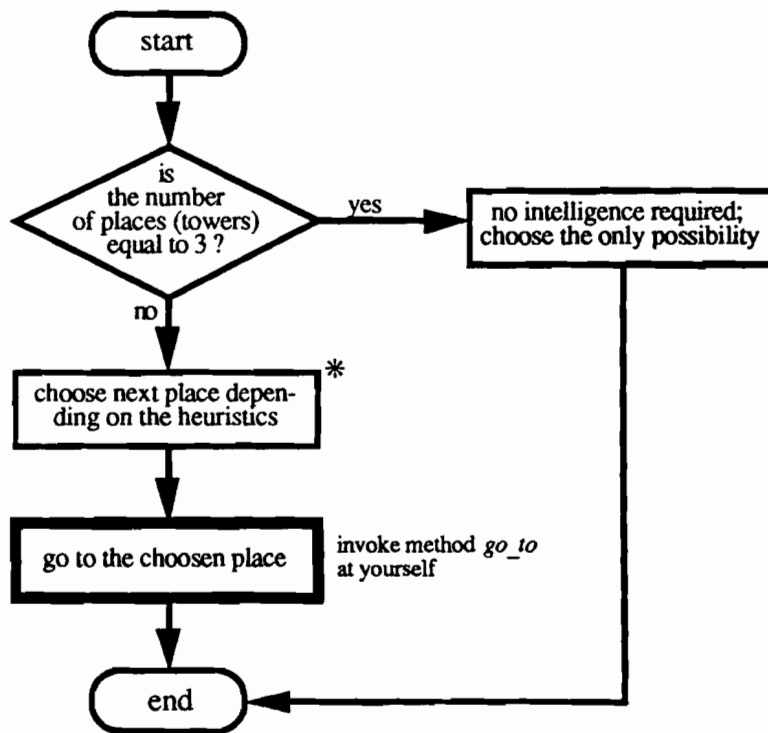 start
is
the number
of places (towers)
equal to 3 ?
yes
no intelligence required;
choose the only possibility
no
choose next place depen-
ding on the heuristics
*
go to the choosen place
invoke method go_to
at yourself
end